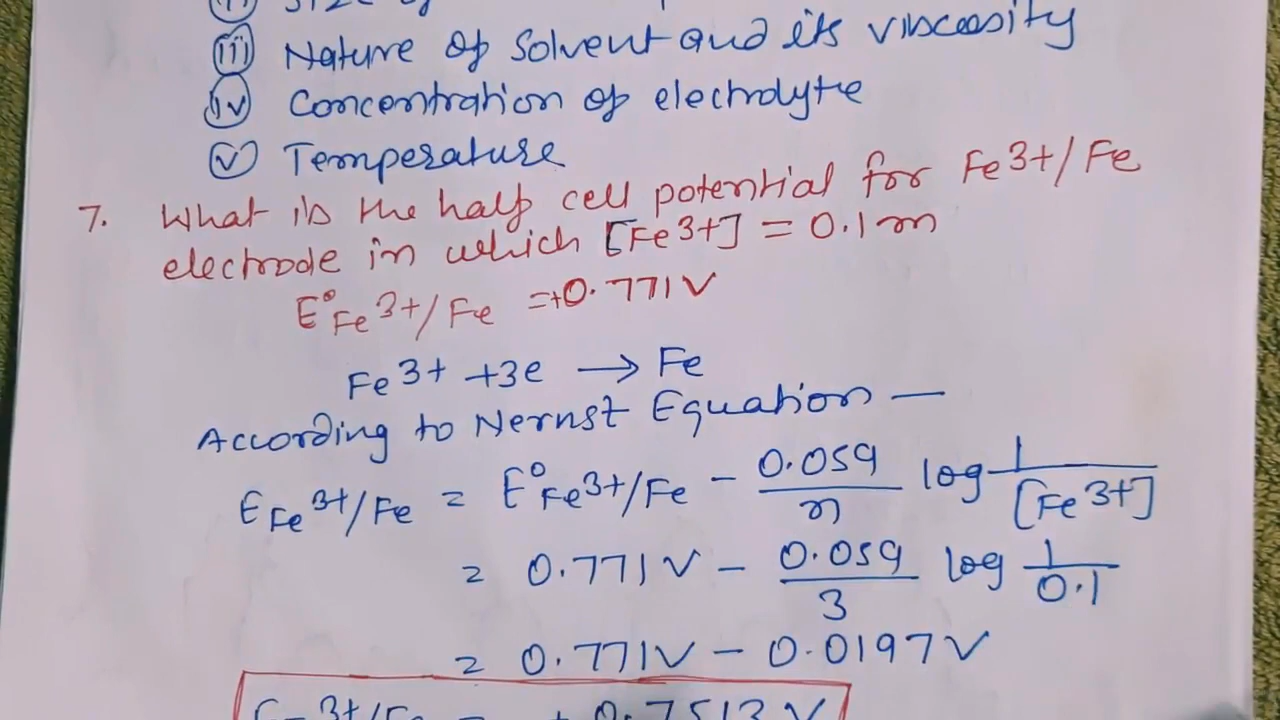 (iii) Nature of solvent and its viscosity
(iv) Concentration of electrolyte
(v) Temperature
7. What is the half cell potential for Fe3+/Fe
electrode in which [Fe3+] = 0.1m
E°Fe3+/Fe =+0.771V
Fe3+ +3e → Fe
According to Nernst Equation —
EFe3+/Fe = E°Fe3+/Fe - 0.059/n log 1/[Fe3+]
= 0.771V - 0.059/3 log 1/0.1
= 0.771V - 0.0197V
+ 0.7513 V